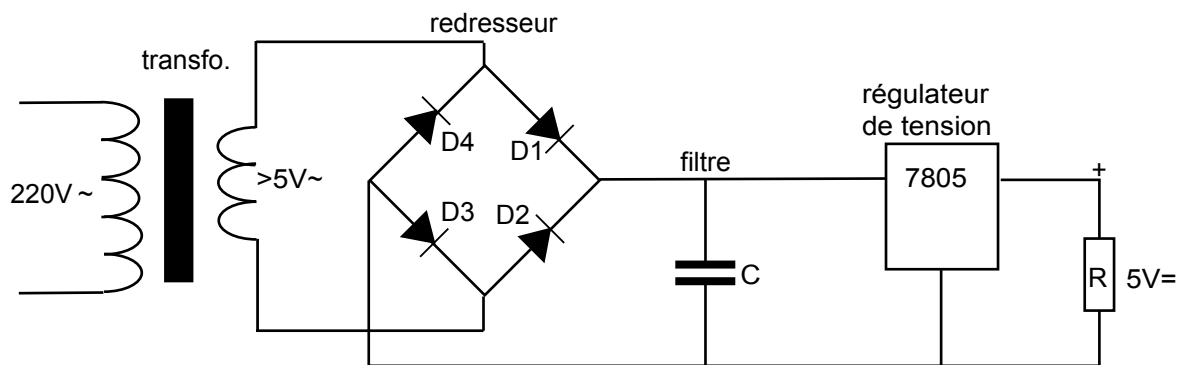 redresseur
transfo.
régulateur
de tension
D4
D1
filtre
7805
+
220V ~
>5V~
D3
D2
C
R
5V=